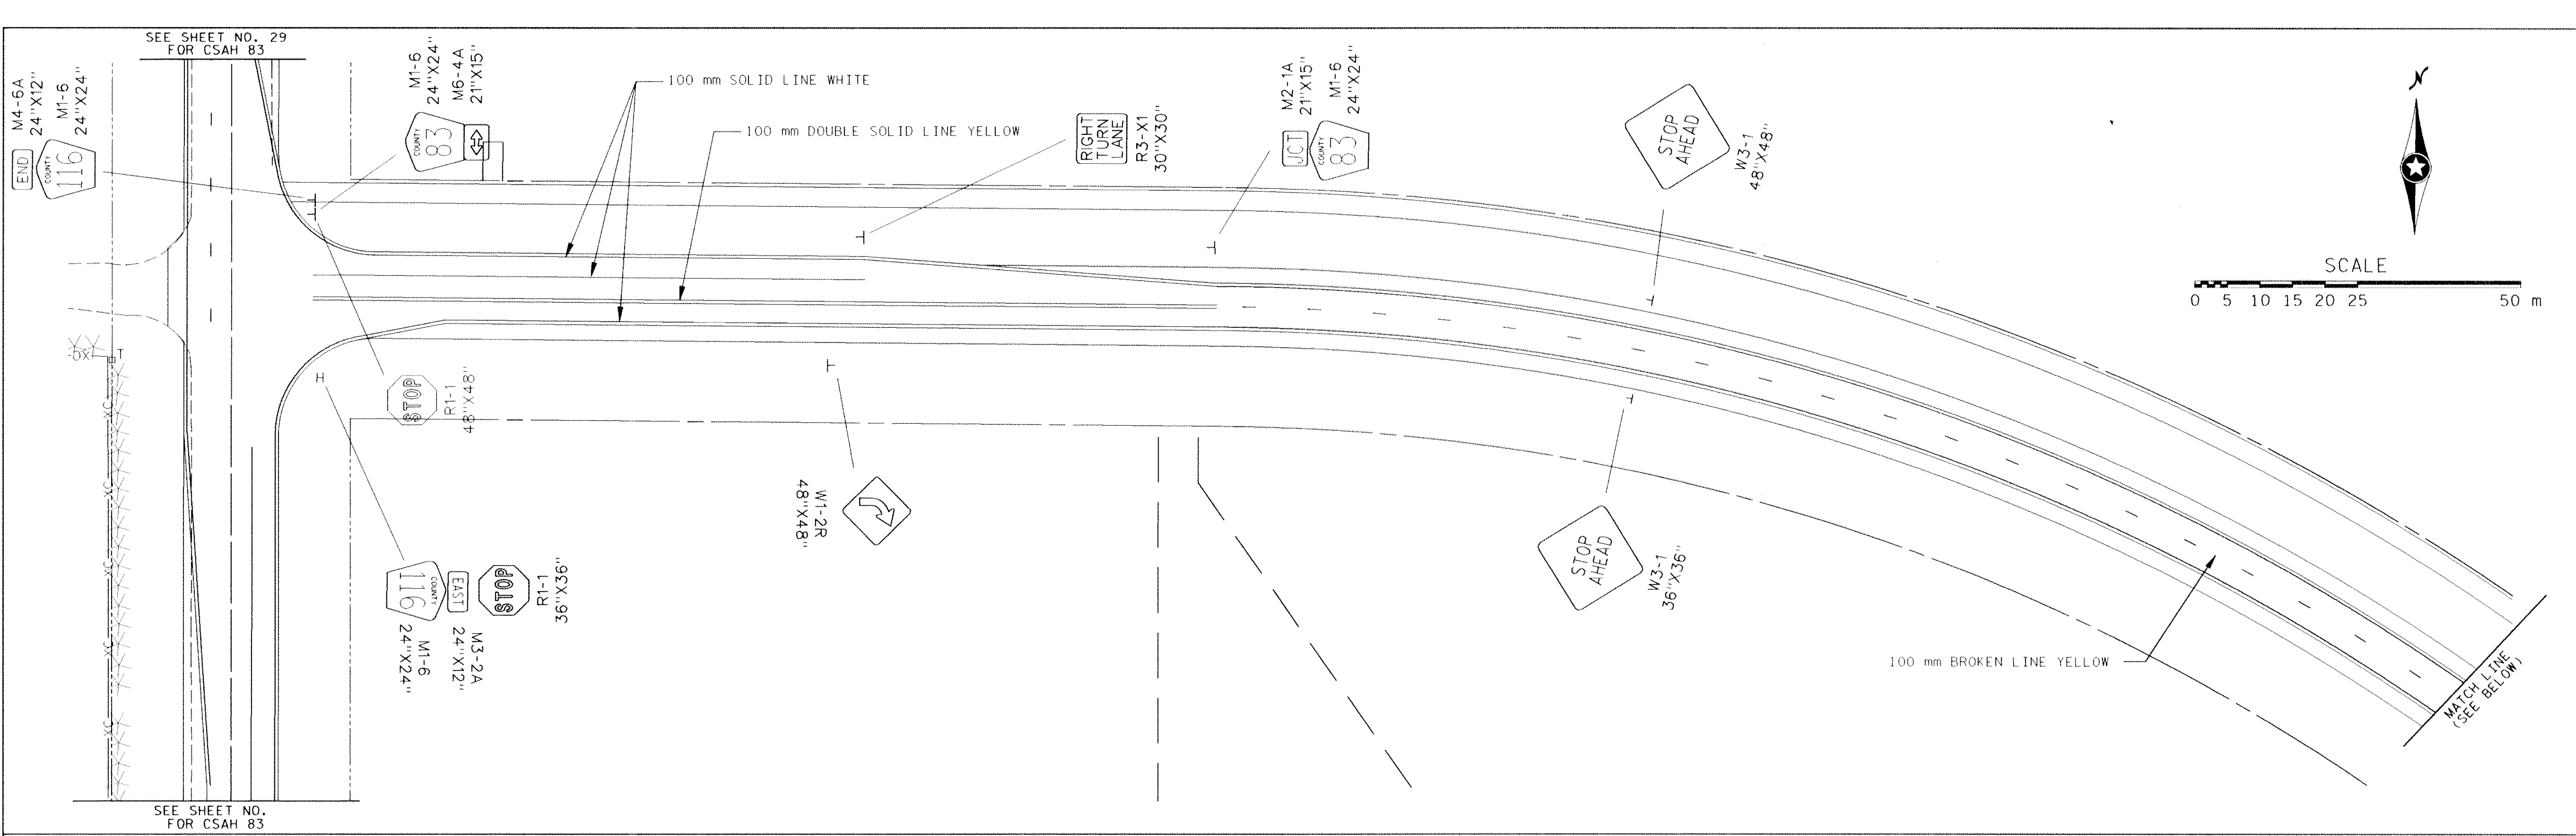 SEE SHEET NO. 29
FOR CSAH 83
M4-6A
24"X12"
M1-6
24"X24"
END
COUNTY
116
M1-6
24"X24"
M6-4A
21"X15"
COUNTY
83
100 mm SOLID LINE WHITE
100 mm DOUBLE SOLID LINE YELLOW
RIGHT
TURN
LANE
R3-X1
30"X30"
M2-1A
21"X15"
M1-6
24"X24"
JCT
COUNTY
83
STOP
AHEAD
W3-1
48"X48"
N
SCALE
0 5 10 15 20 25 50 m
STOP
R1-1
48"X48"
W1-2R
48"X48"
STOP
AHEAD
W3-1
36"X36"
116
COUNTY
EAST
STOP
R1-1
36"X36"
M3-2A
24"X12"
M1-6
24"X24"
100 mm BROKEN LINE YELLOW
MATCH LINE
(SEE BELOW)
SEE SHEET NO.
FOR CSAH 83